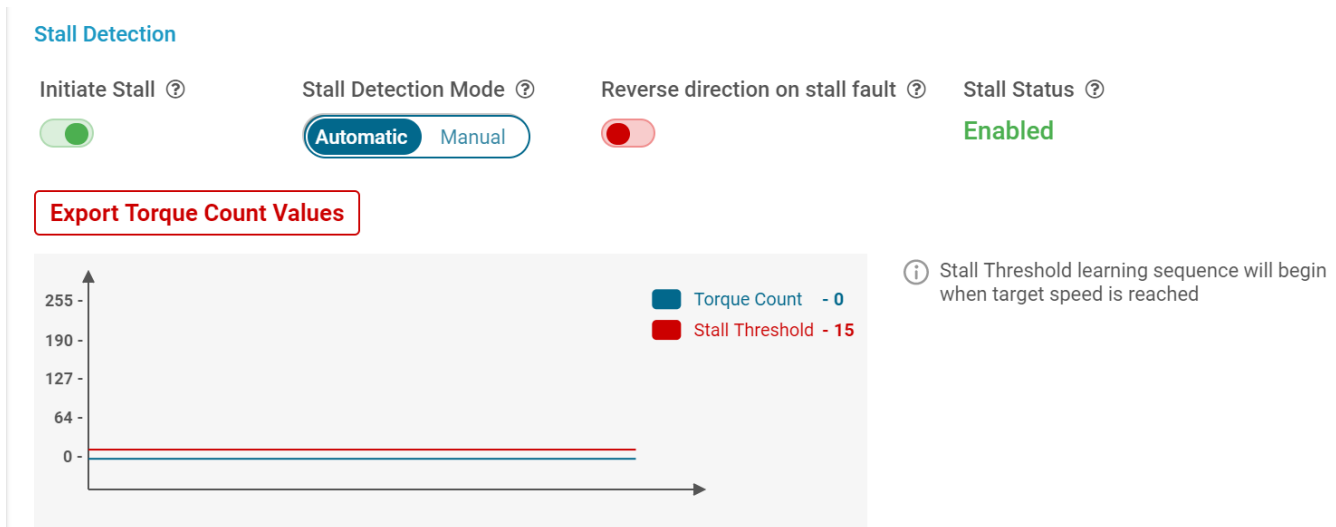 Stall Detection
Initiate Stall ?
Stall Detection Mode ?
Reverse direction on stall fault ?
Stall Status ?
Automatic
Manual
Enabled
Export Torque Count Values
255 -
190 -
127 -
64 -
0 -
Torque Count - 0
Stall Threshold - 15
i Stall Threshold learning sequence will begin
when target speed is reached